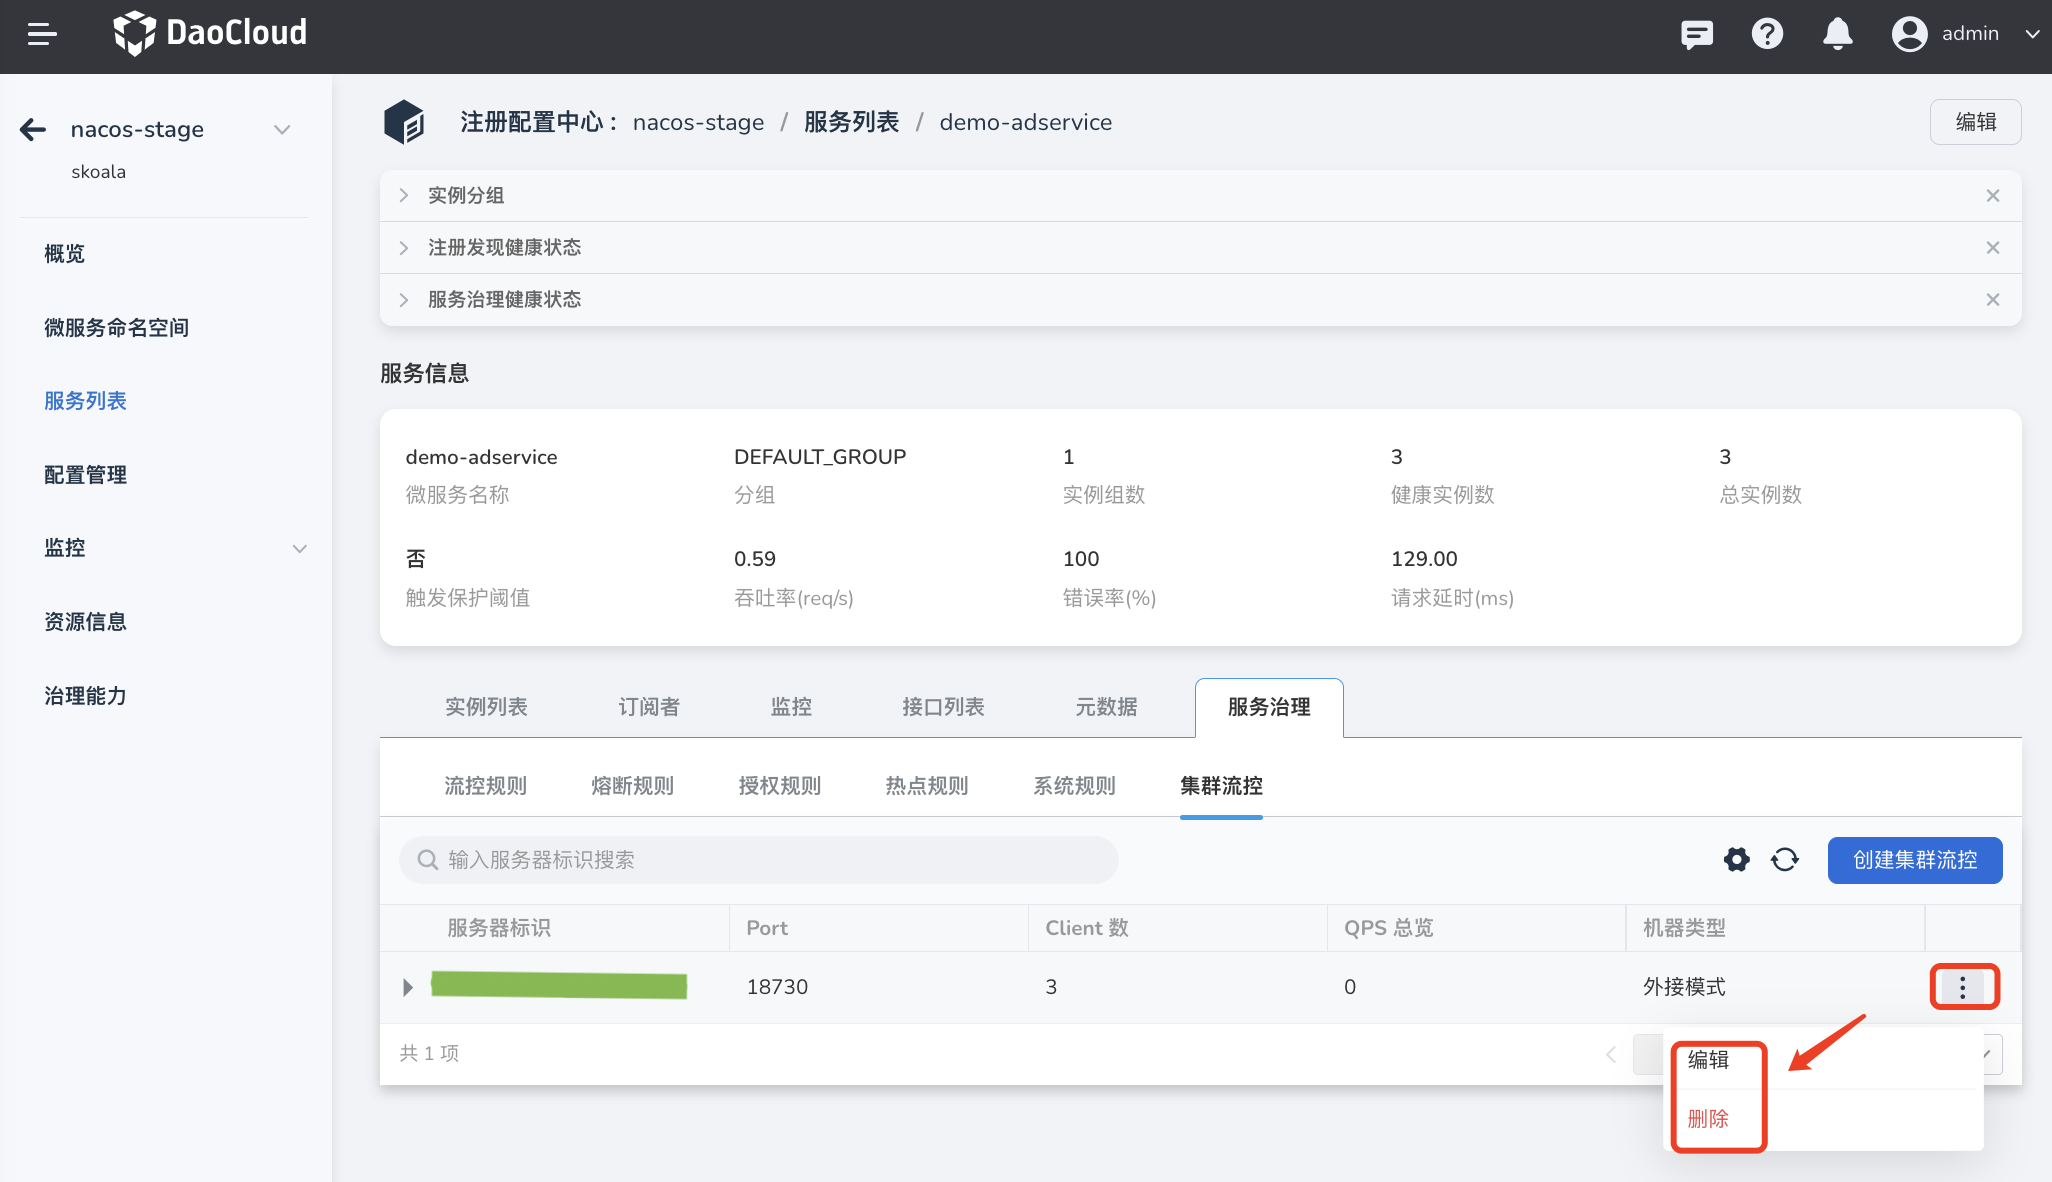 DaoCloud
admin
nacos-stage
skoala
概览
微服务命名空间
服务列表
配置管理
监控
资源信息
治理能力
注册配置中心： nacos-stage / 服务列表 / demo-adservice
编辑
实例分组
注册发现健康状态
服务治理健康状态
服务信息
demo-adservice DEFAULT_GROUP 1 3 3
微服务名称 分组 实例组数 健康实例数 总实例数
否 0.59 100 129.00
触发保护阈值 吞吐率(req/s) 错误率(%) 请求延时(ms)
实例列表 订阅者 监控 接口列表 元数据 服务治理
流控规则 熔断规则 授权规则 热点规则 系统规则 集群流控
输入服务器标识搜索
创建集群流控
服务器标识 Port Client 数 QPS 总览 机器类型
18730 3 0 外接模式
共 1 项
编辑
删除